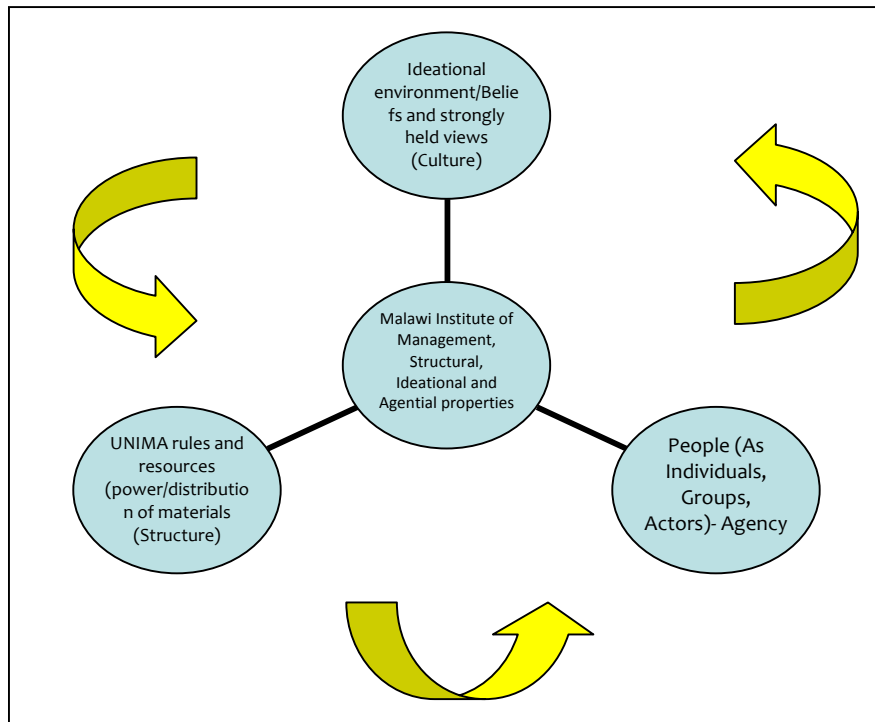 Ideational
environment/Belie
fs and strongly
held views
(Culture)
Malawi Institute of
Management,
Structural,
Ideational and
Agential properties
UNIMA rules and
resources
(power/distributio
n of materials
(Structure)
People (As
Individuals,
Groups,
Actors)- Agency